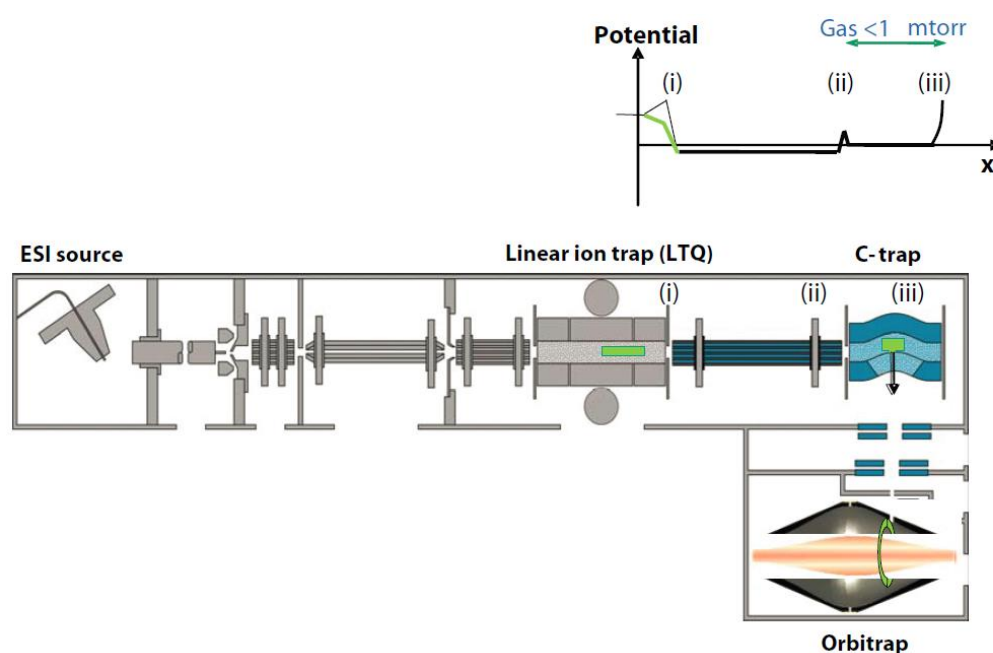 Gas <1 mtorr
Potential
(i) (ii) (iii)
x
ESI source Linear ion trap (LTQ) C- trap
(i) (ii) (iii)
Orbitrap